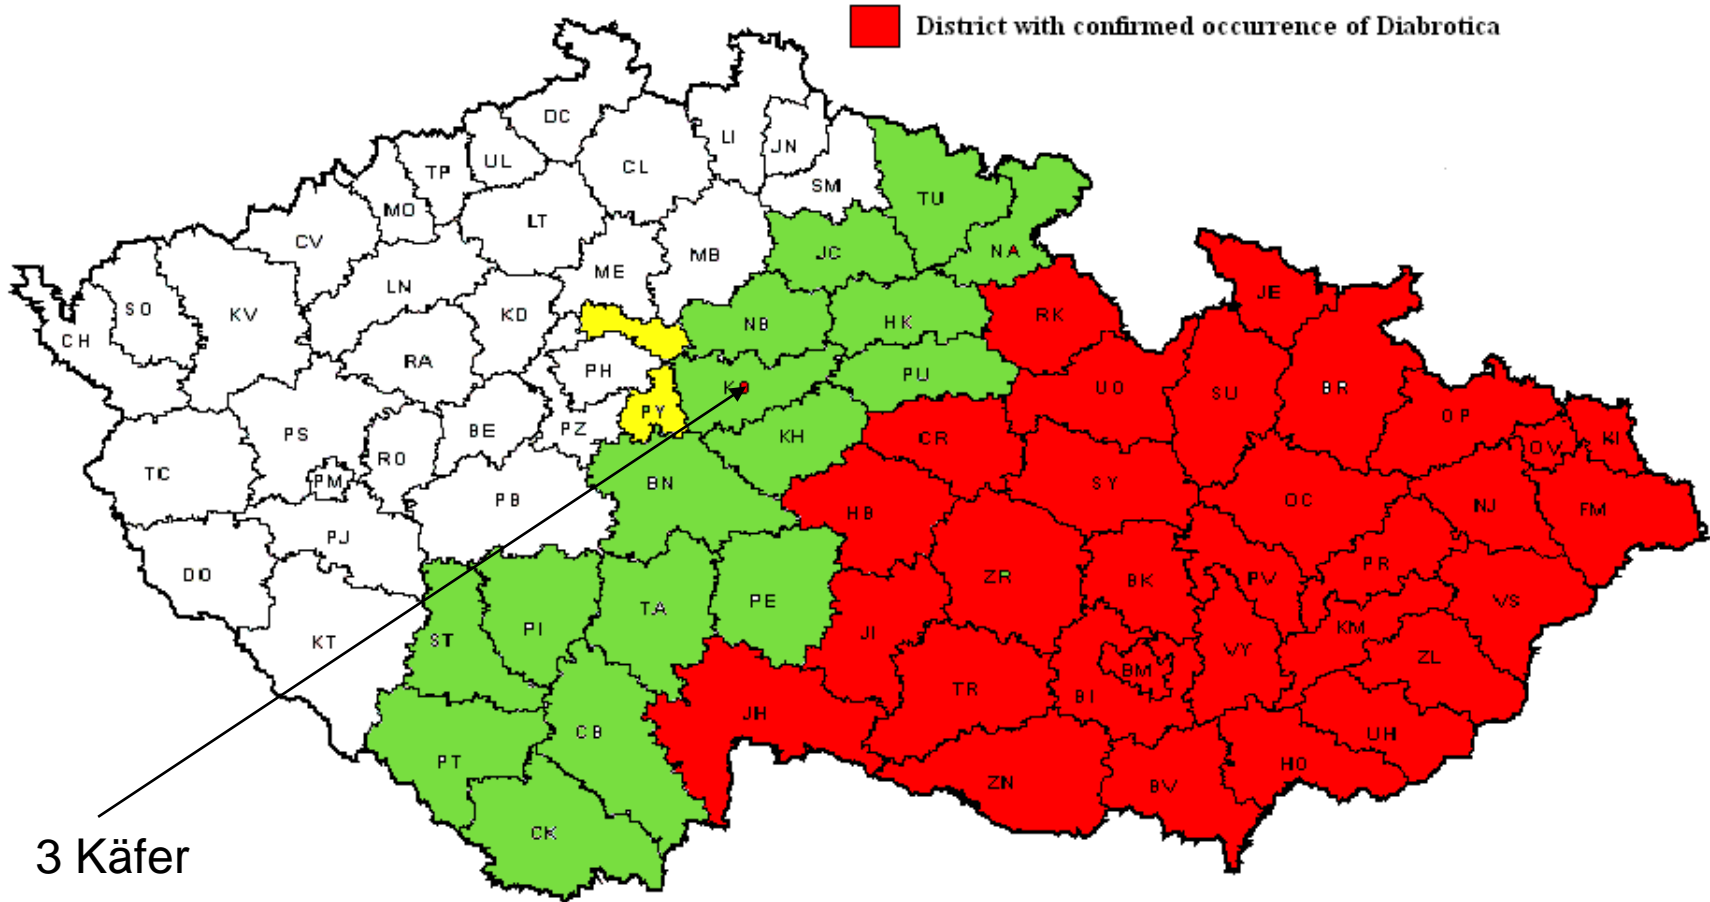 District with confirmed occurrence of Diabrotica
DC
LI
JN
UL
TP
CL
SM
TU
MO
LT
CV
JC
NA
MB
ME
LN
SO
KV
KD
CH
NB
HK
RK
JE
RA
PH
PU
UO
SU
BR
PY
OP
PS
BE
PZ
KH
CR
OV
KI
RO
TC
PM
BN
SY
PB
HB
OC
NJ
FM
PJ
DO
ZR
BK
PV
PR
TA
PE
VS
ST
PI
JI
KM
KT
VY
ZL
BM
TR
BI
JH
CB
UH
PT
HO
ZN
BV
CK
3 Käfer